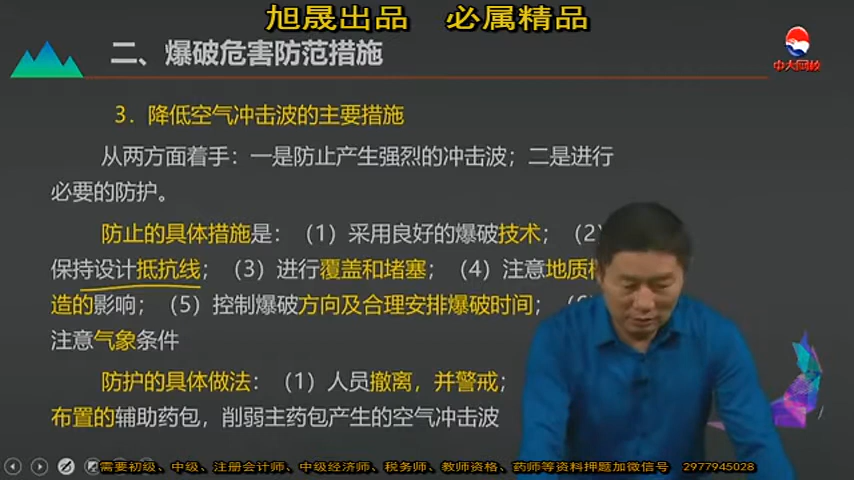 旭晟出品 必属精品
二、爆破危害防范措施
中大网校
3．降低空气冲击波的主要措施
从两方面着手：一是防止产生强烈的冲击波；二是进行
必要的防护。
防止的具体措施是：（1）采用良好的爆破技术；（2
保持设计抵抗线；（3）进行覆盖和堵塞；（4）注意地质
造的影响；（5）控制爆破方向及合理安排爆破时间；
注意气象条件
防护的具体做法：（1）人员撤离，并警戒；
布置的辅助药包，削弱主药包产生的空气冲击波
需要初级、中级、注册会计师、中级经济师、税务师、教师资格、药师等资料押题加微信号 2977945028